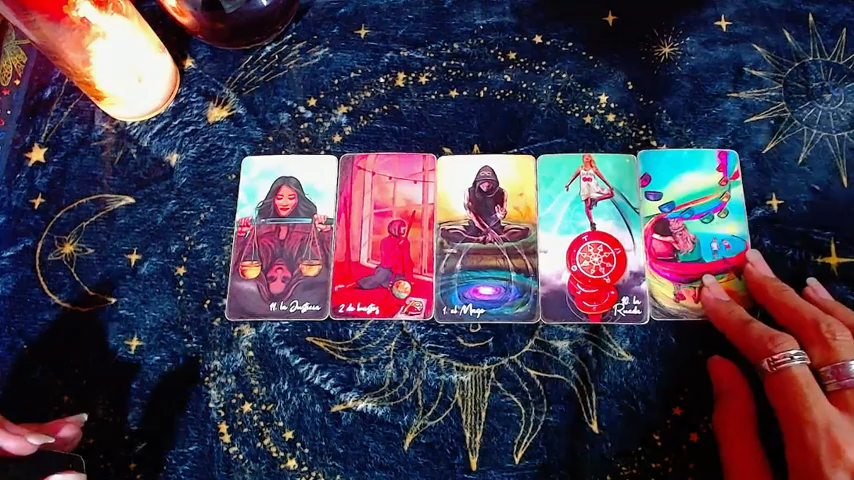 11. la Justicia
2 de bastos
1. el Mago
10. la
Rueda